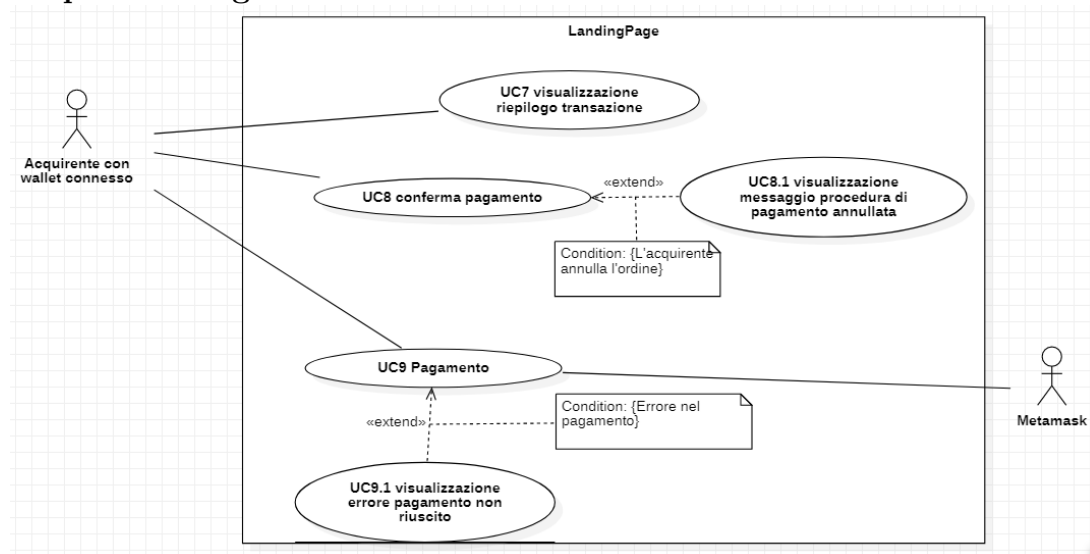 LandingPage
UC7 visualizzazione
riepilogo transazione
Acquirente con
wallet connesso
UC8 conferma pagamento
«extend»
UC8.1 visualizzazione
messaggio procedura di
pagamento annullata
Condition: {L'acquirente
annulla l'ordine}
UC9 Pagamento
Metamask
«extend»
Condition: {Errore nel
pagamento}
UC9.1 visualizzazione
errore pagamento non
riuscito